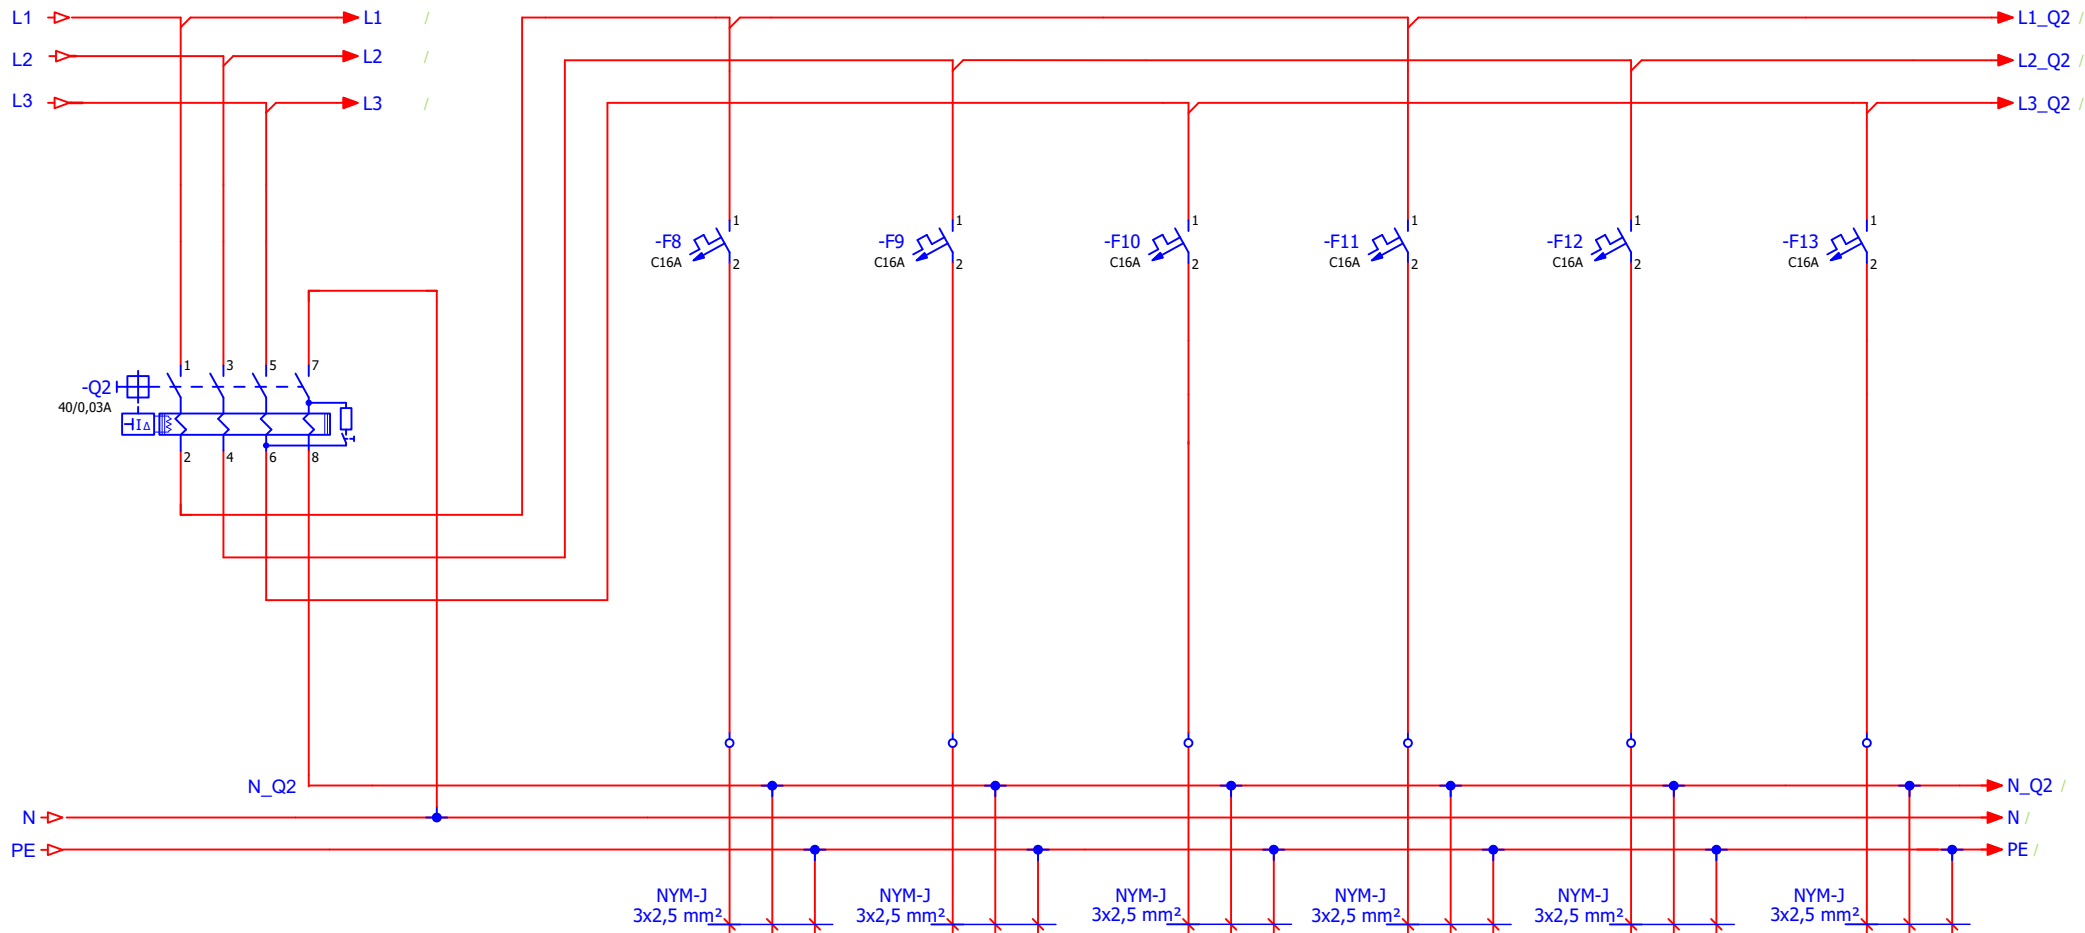 L1 L1 / L1_Q2 /
L2 L2 / L2_Q2 /
L3 L3 / L3_Q2 /
1 1 1 1 1 1
-F8 -F9 -F10 -F11 -F12 -F13
C16A C16A C16A C16A C16A C16A
2 2 2 2 2 2
1 3 5 7
-Q2
40/0,03A
I Δ
2 4 6 8
N_Q2 N_Q2 /
N N /
PE PE /
NYM-J NYM-J NYM-J NYM-J NYM-J NYM-J
3x2,5 mm² 3x2,5 mm² 3x2,5 mm² 3x2,5 mm² 3x2,5 mm² 3x2,5 mm²